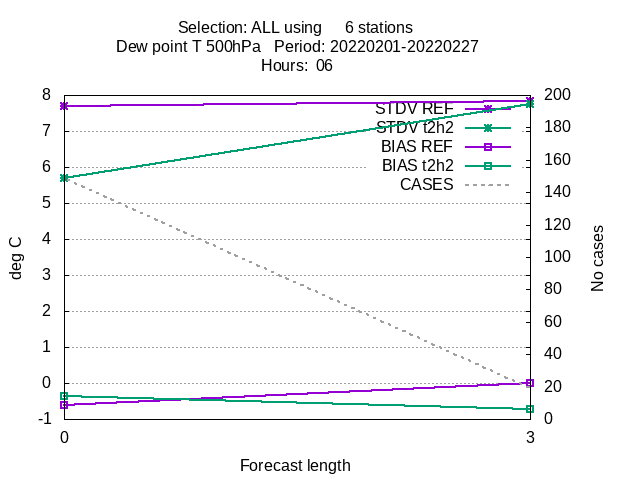 Selection: ALL using     6 stations
Dew point T 500hPa   Period: 20220201-20220227
Hours:  06
8
7
6
5
4
3
2
1
0
-1
deg C
STDV REF
STDV t2h2
BIAS REF
BIAS t2h2
CASES
200
180
160
140
120
100
80
60
40
20
0
No cases
0
3
Forecast length